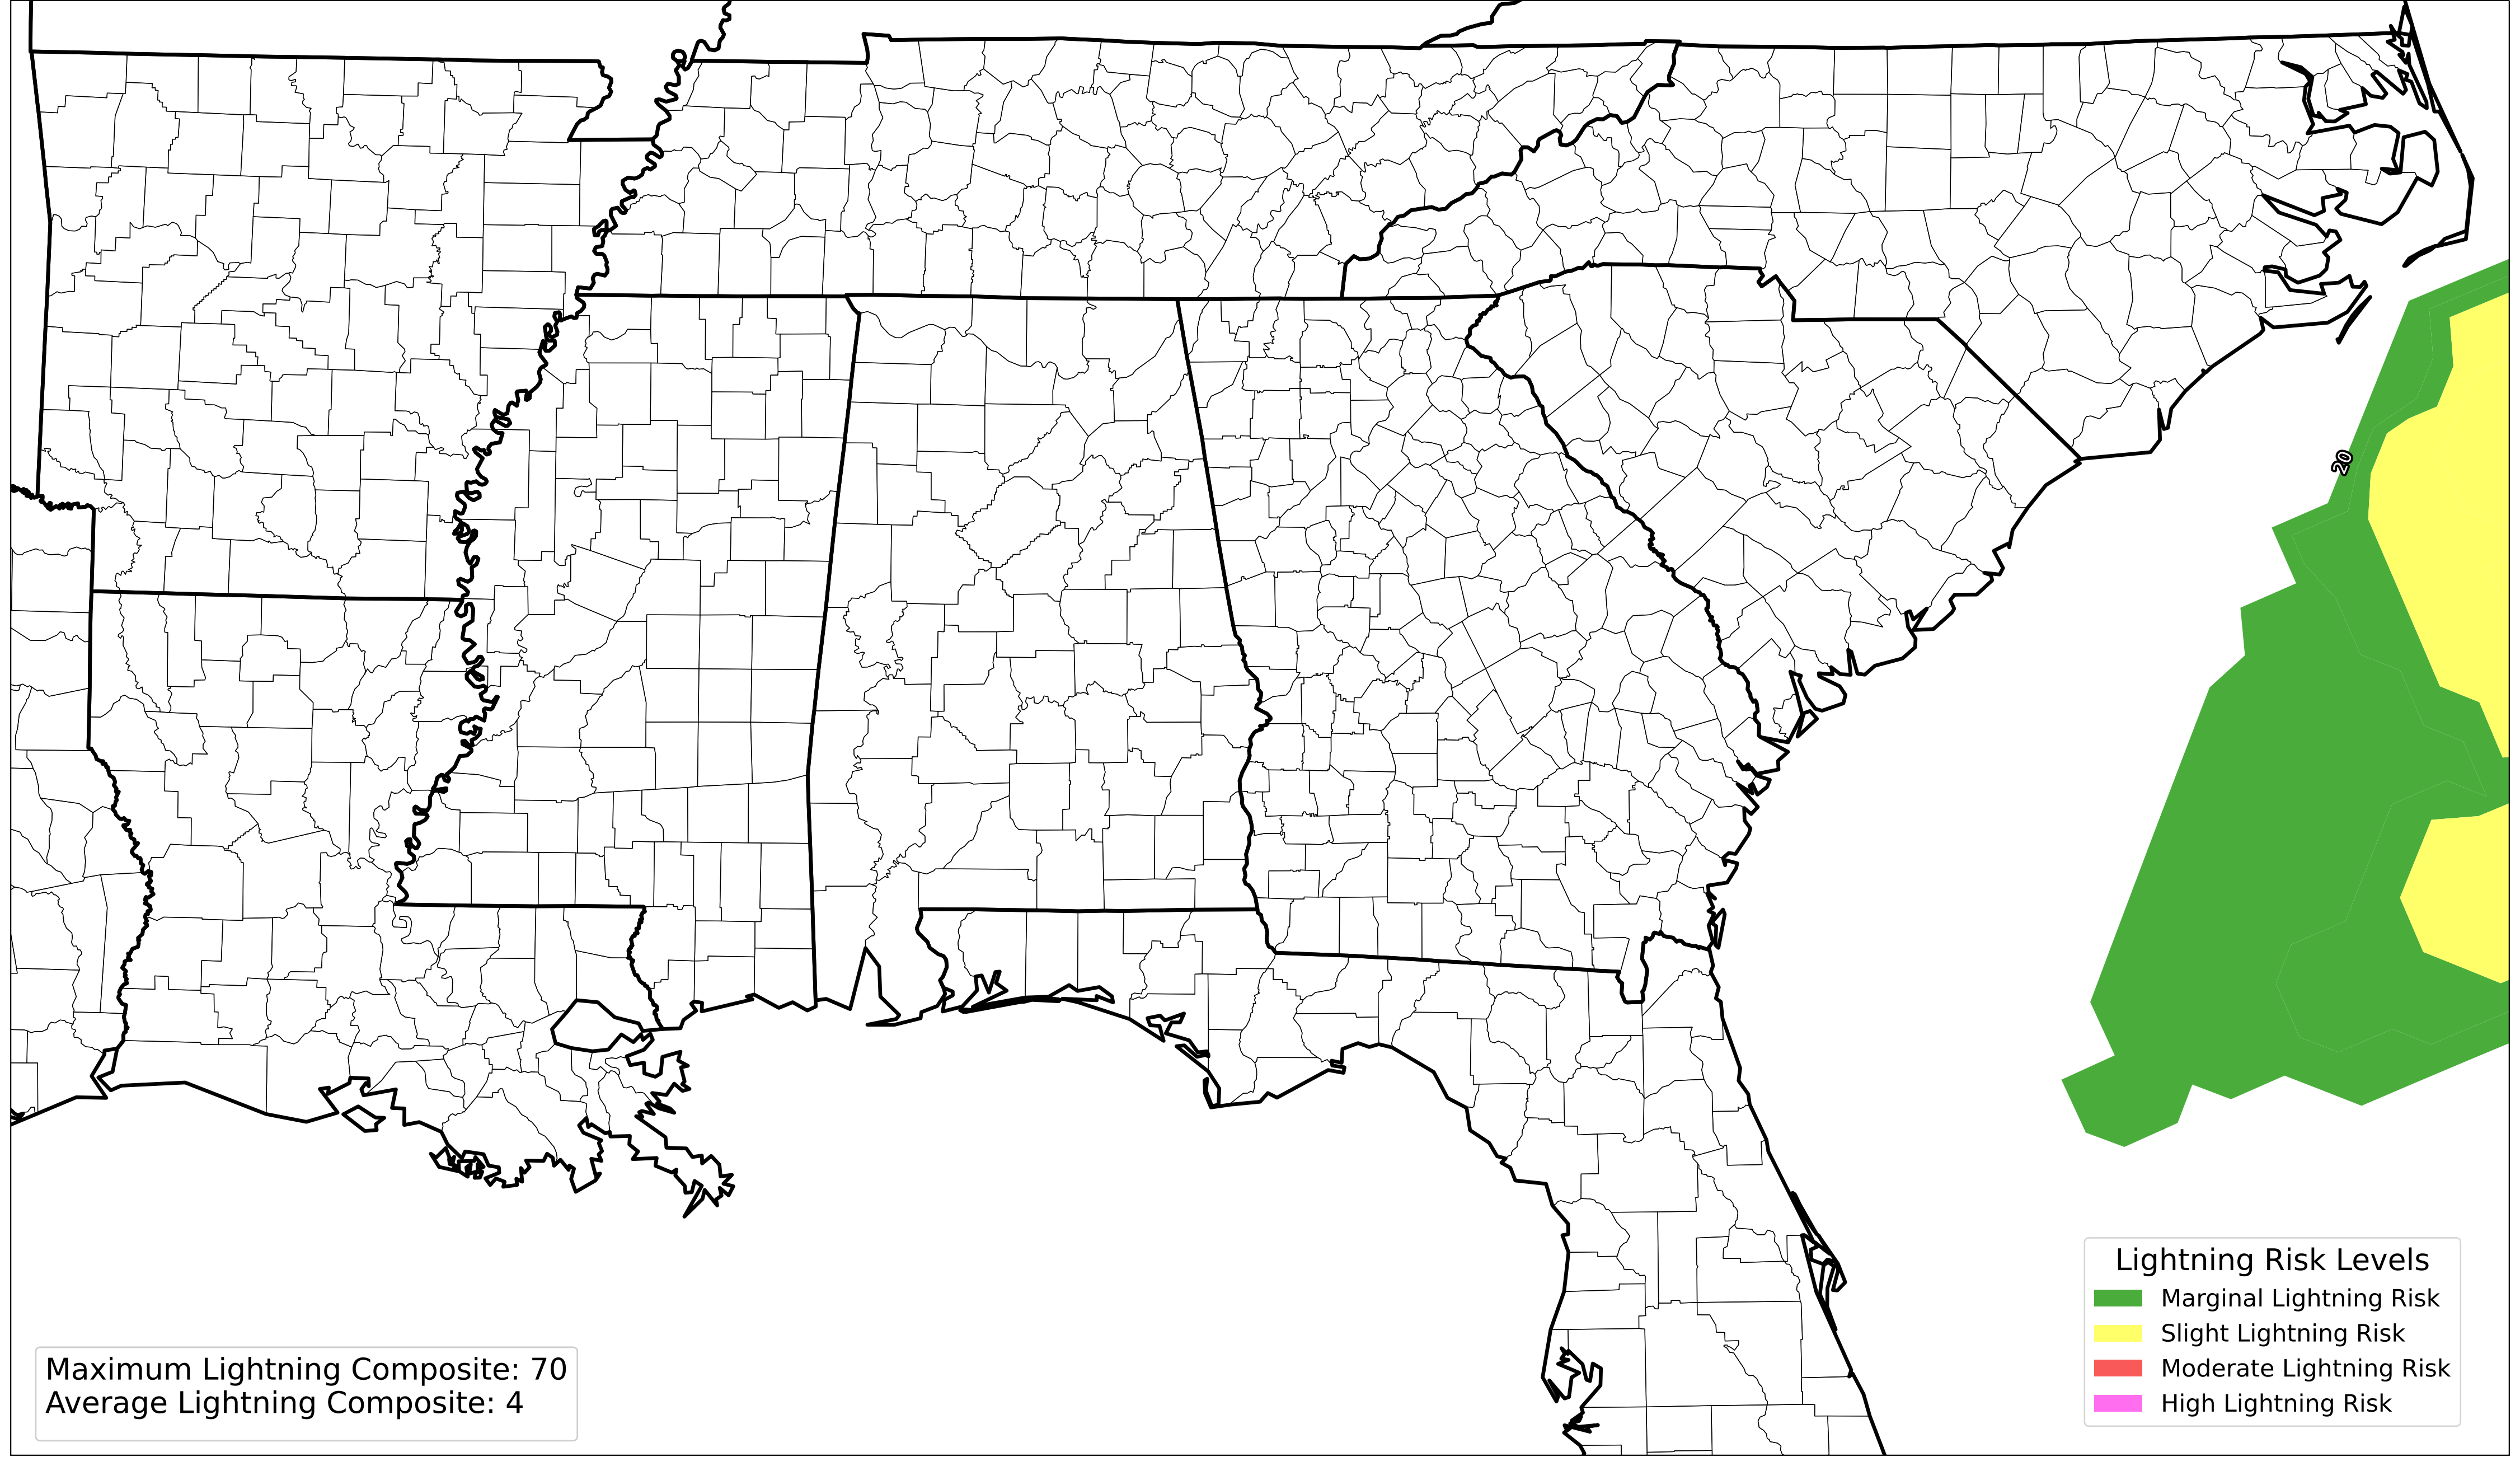 20
Lightning Risk Levels
Marginal Lightning Risk
Slight Lightning Risk
Moderate Lightning Risk
High Lightning Risk
Maximum Lightning Composite: 70
Average Lightning Composite: 4